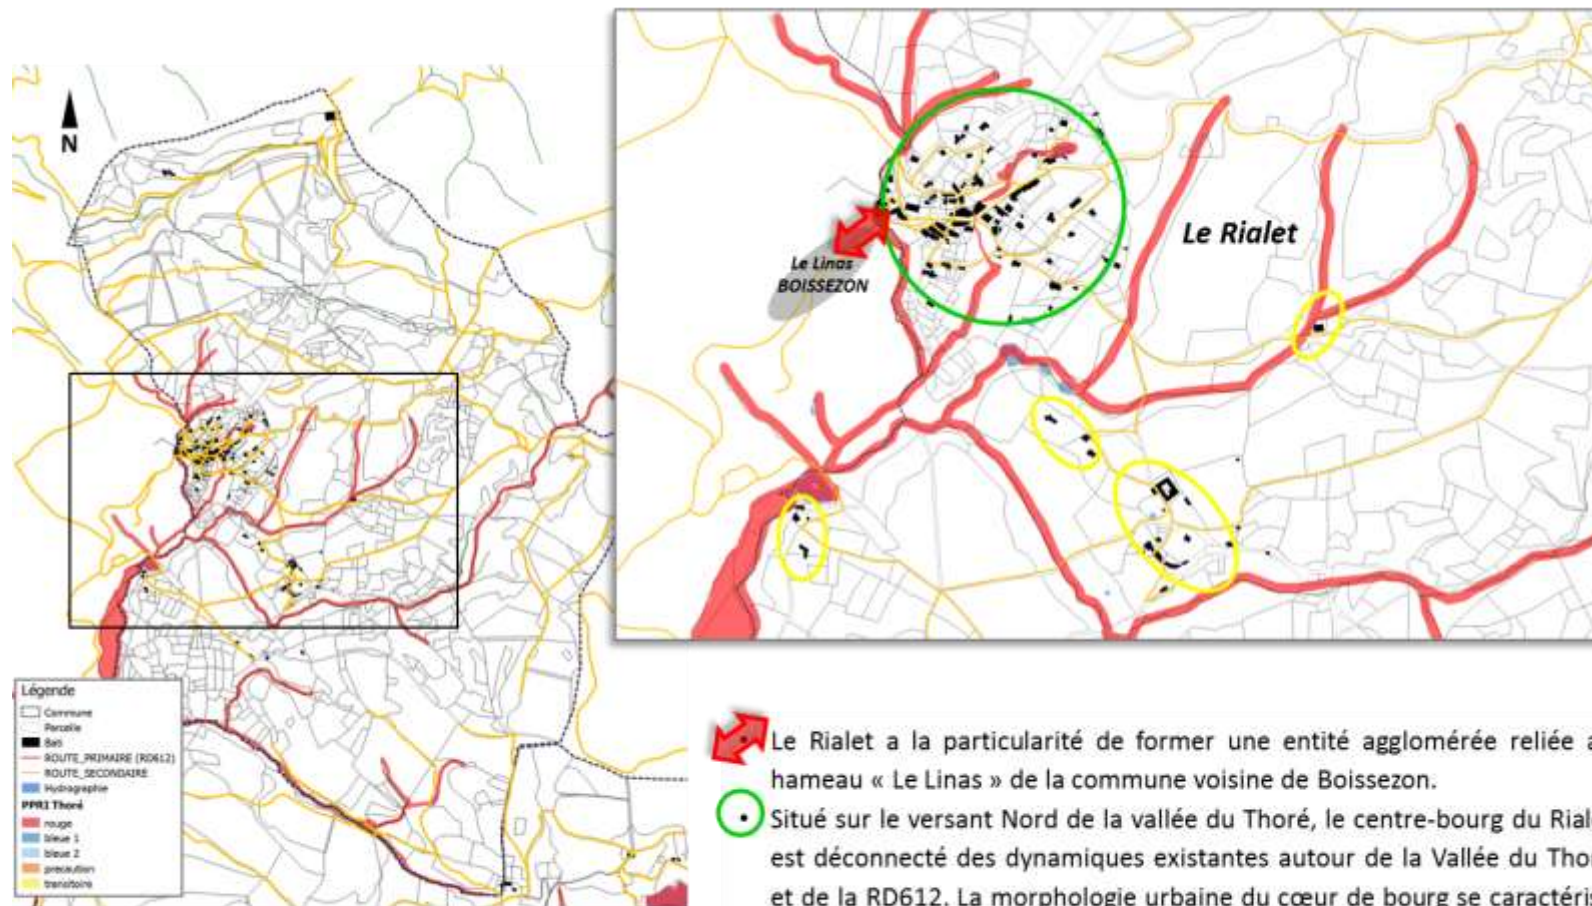 N
Le Rialet
Le Linas
BOISSEZON
Légende
Commune
Parcelle
Bati
ROUTE_PRIMAIRE (RD612)
ROUTE_SECONDAIRE
Hydrographie
PPRI Thoré
rouge
bleue 1
bleue 2
precaution
transitoire
Le Rialet a la particularité de former une entité agglomérée reliée a
hameau « Le Linas » de la commune voisine de Boissezon.
• Situé sur le versant Nord de la vallée du Thoré, le centre-bourg du Riale
est déconnecté des dynamiques existantes autour de la Vallée du Thor
et de la RD612. La morphologie urbaine du cœur de bourg se caractéris